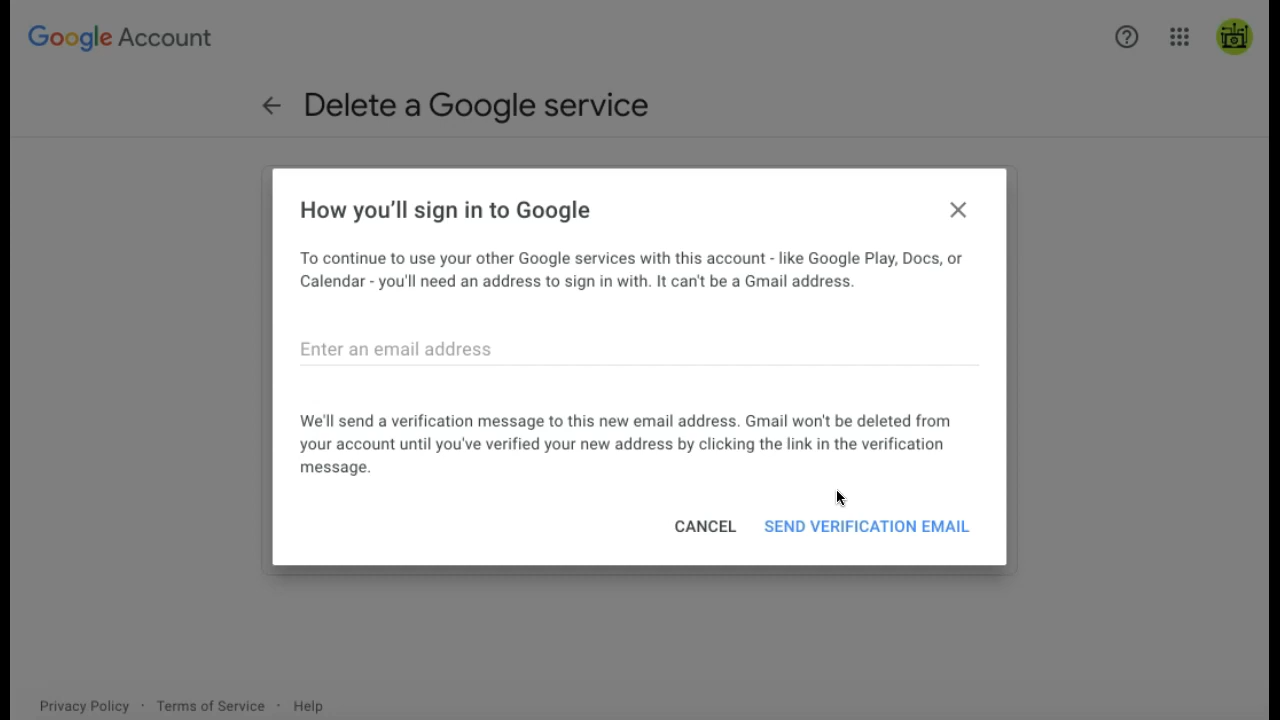 Google Account
Delete a Google service
How you’ll sign in to Google
To continue to use your other Google services with this account - like Google Play, Docs, or
Calendar - you'll need an address to sign in with. It can't be a Gmail address.
Enter an email address
We'll send a verification message to this new email address. Gmail won't be deleted from
your account until you've verified your new address by clicking the link in the verification
message.
CANCEL SEND VERIFICATION EMAIL
Privacy Policy · Terms of Service · Help